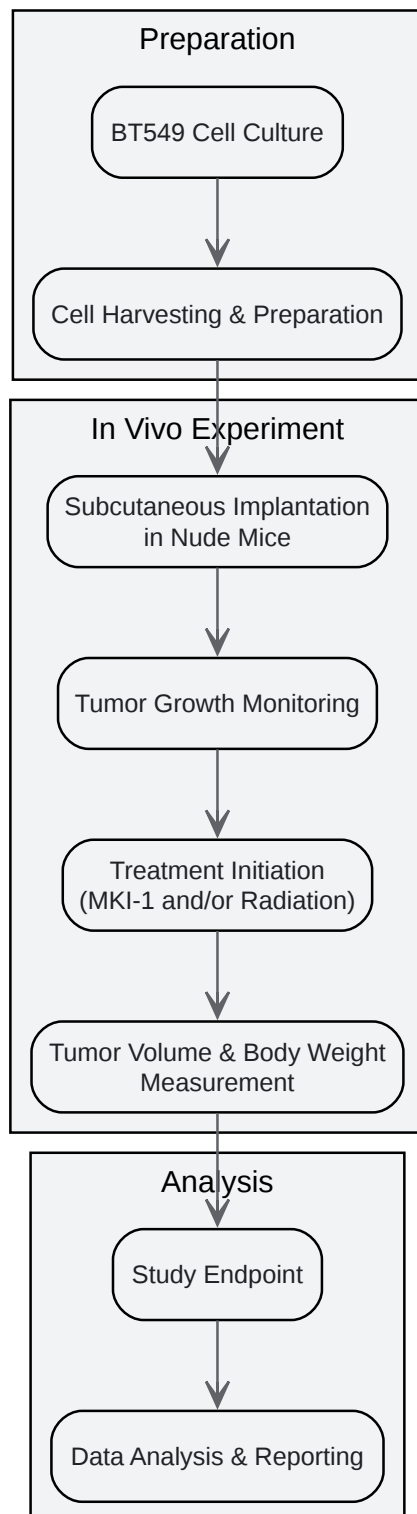 Preparation
BT549 Cell Culture
Cell Harvesting & Preparation
In Vivo Experiment
Subcutaneous Implantation
in Nude Mice
Tumor Growth Monitoring
Treatment Initiation
(MKI-1 and/or Radiation)
Tumor Volume & Body Weight
Measurement
Analysis
Study Endpoint
Data Analysis & Reporting